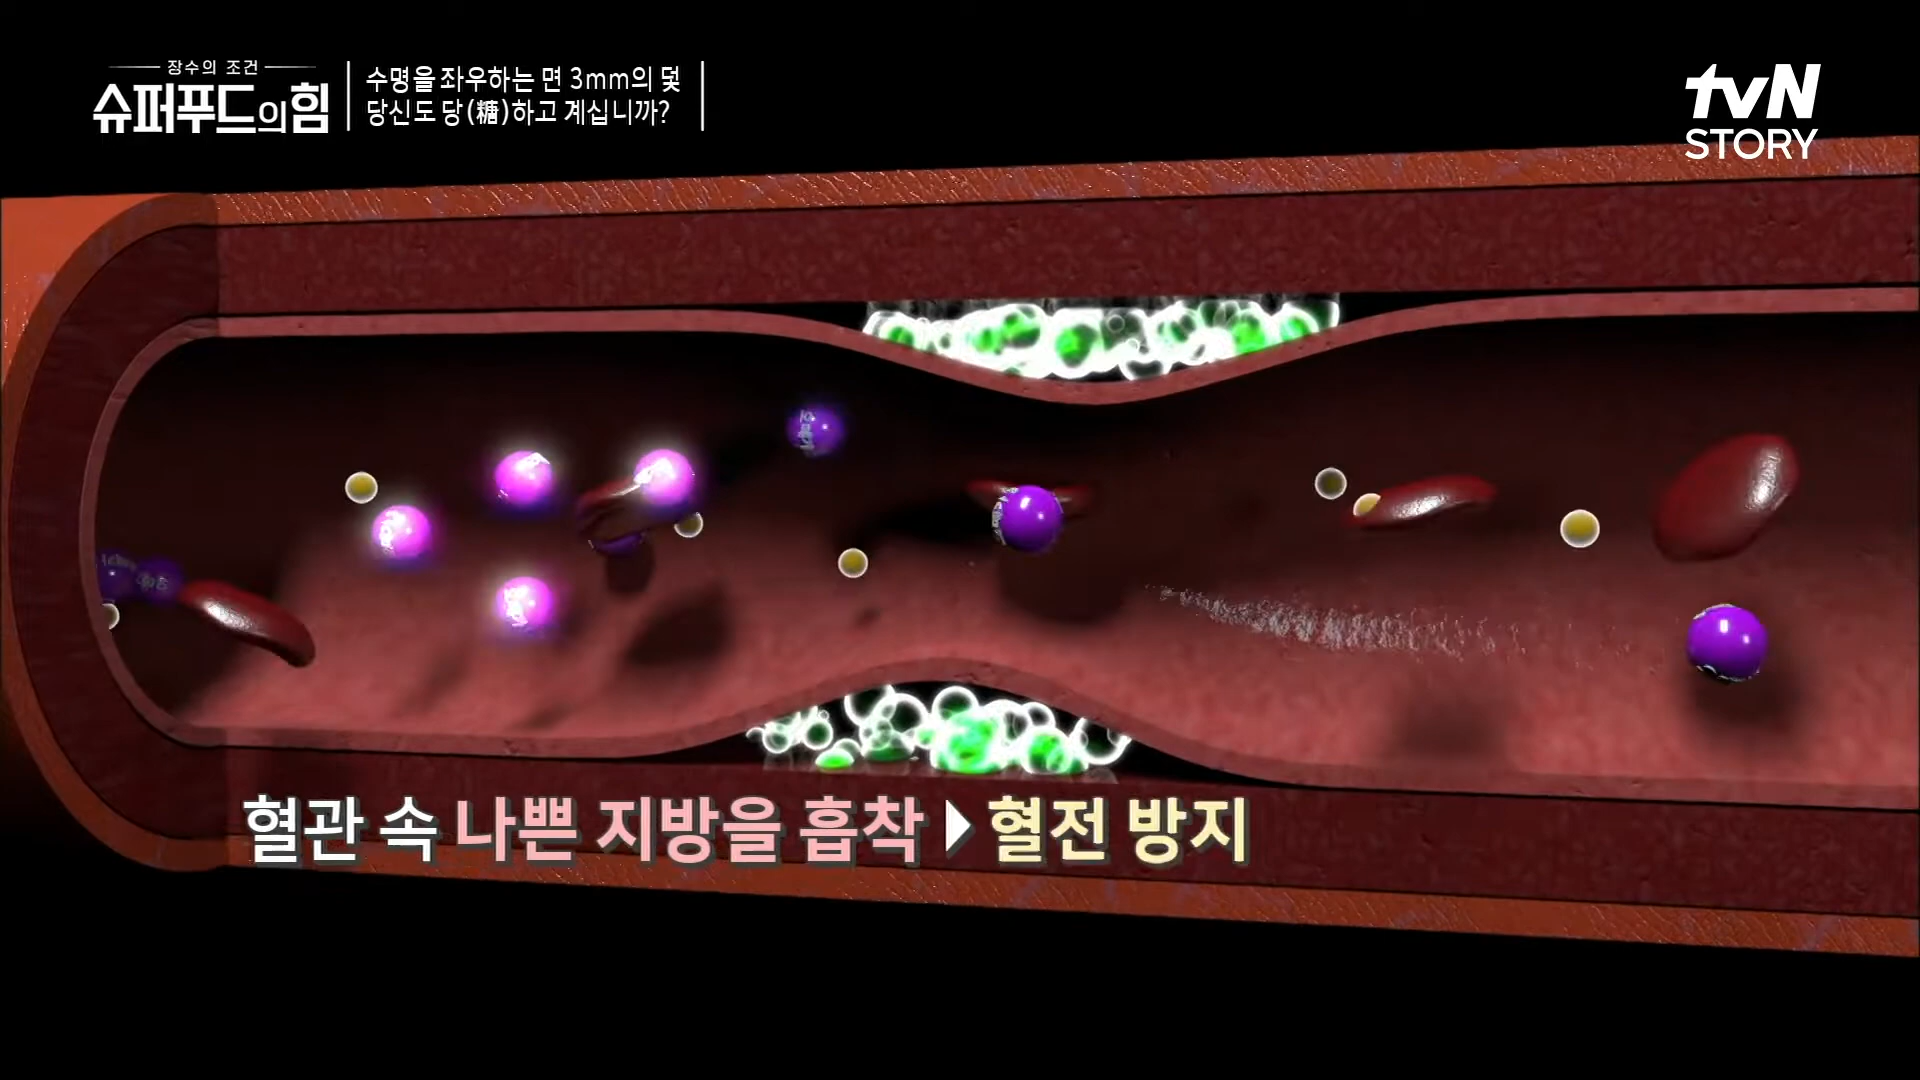 장수의 조건
슈퍼푸드의 힘
수명을 좌우하는 면 3mm의 덫
당신도 당(糖)하고 계십니까?
tvN
STORY
혈관 속 나쁜 지방을 흡착▶혈전 방지